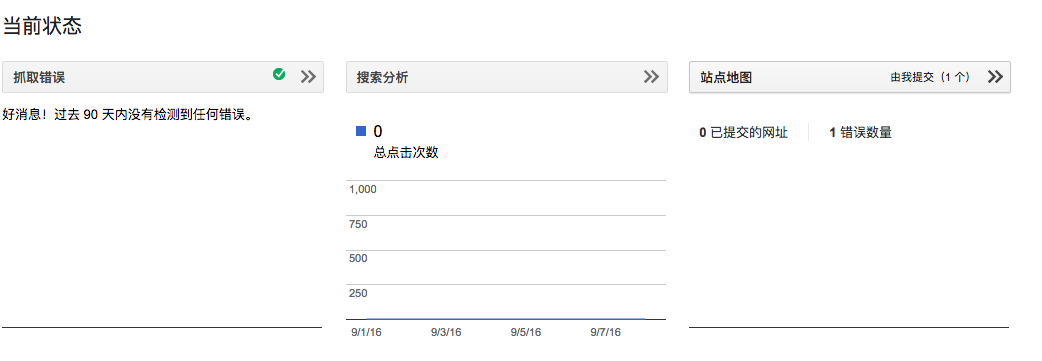 当前状态
抓取错误
好消息！过去 90 天内没有检测到任何错误。
搜索分析
0
总点击次数
1,000
750
500
250
9/1/16 9/3/16 9/5/16 9/7/16
站点地图 由我提交（1 个）
0 已提交的网址 1 错误数量